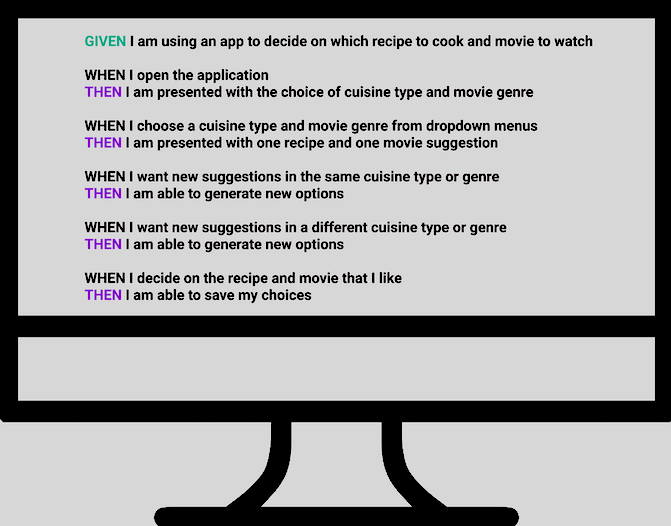 GIVEN I am using an app to decide on which recipe to cook and movie to watch
WHEN I open the application
THEN I am presented with the choice of cuisine type and movie genre
WHEN I choose a cuisine type and movie genre from dropdown menus
THEN I am presented with one recipe and one movie suggestion
WHEN I want new suggestions in the same cuisine type or genre
THEN I am able to generate new options
WHEN I want new suggestions in a different cuisine type or genre
THEN I am able to generate new options
WHEN I decide on the recipe and movie that I like
THEN I am able to save my choices